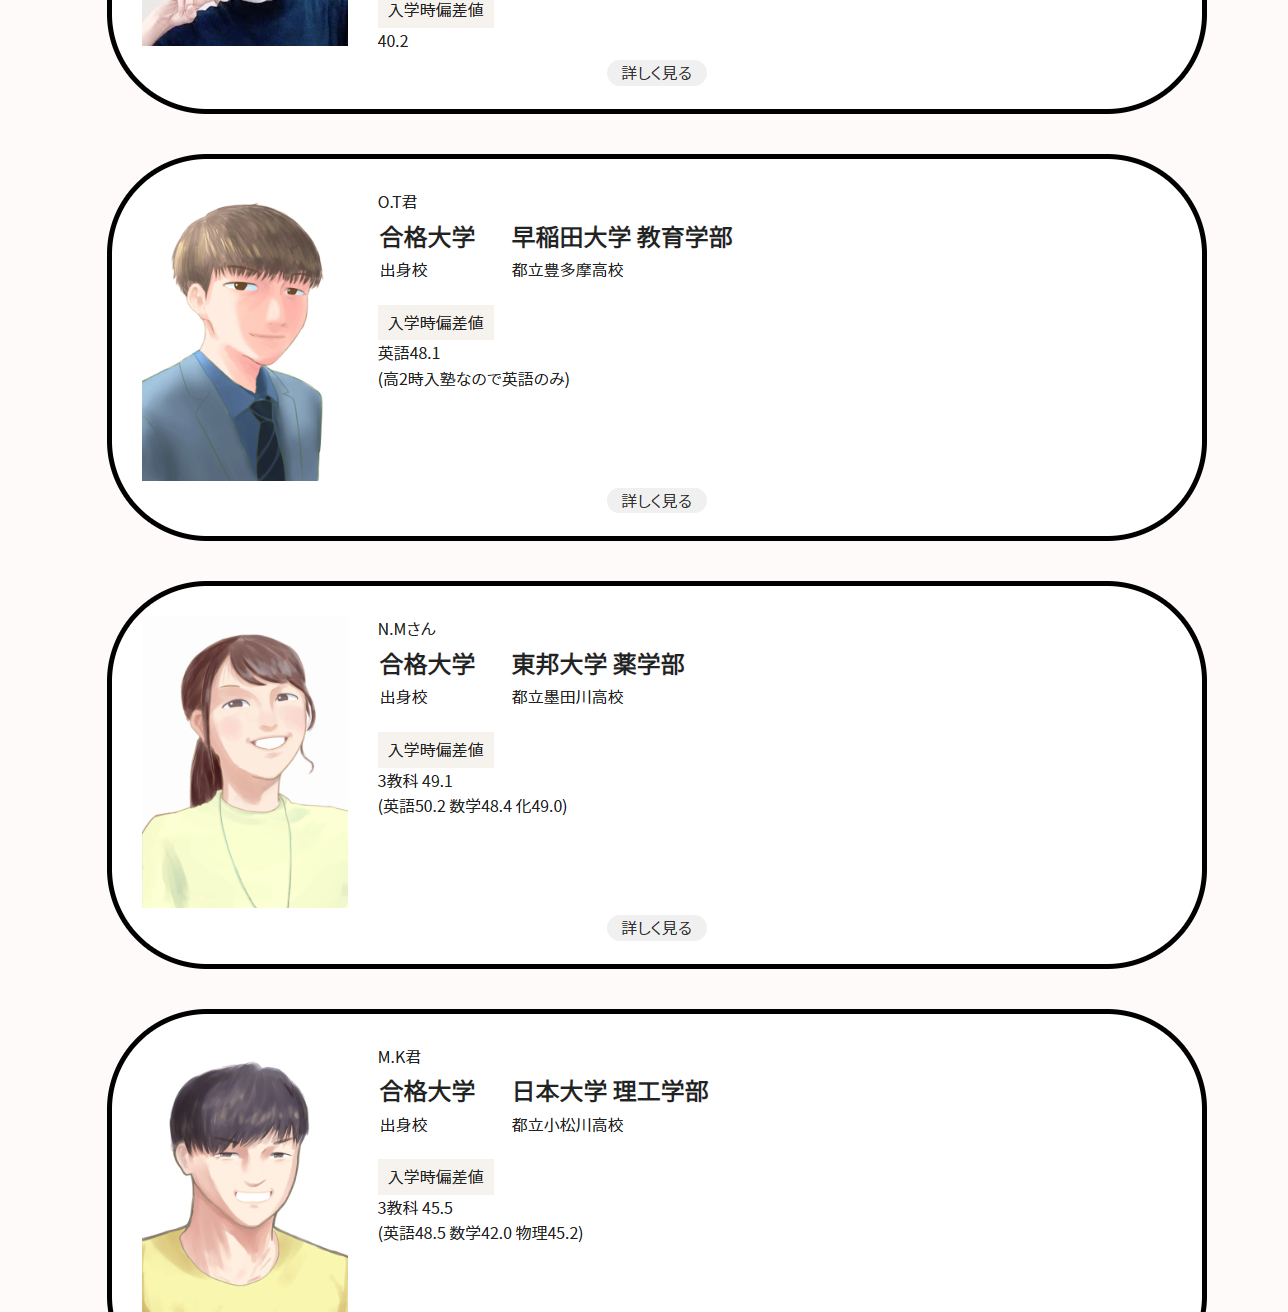 入学時偏差値
40.2
詳しく見る
O.T君
合格大学 早稲田大学 教育学部
出身校 都立豊多摩高校
入学時偏差値
英語48.1
(高2時入塾なので英語のみ)
詳しく見る
N.Mさん
合格大学 東邦大学 薬学部
出身校 都立墨田川高校
入学時偏差値
3教科 49.1
(英語50.2 数学48.4 化49.0)
詳しく見る
M.K君
合格大学 日本大学 理工学部
出身校 都立小松川高校
入学時偏差値
3教科 45.5
(英語48.5 数学42.0 物理45.2)